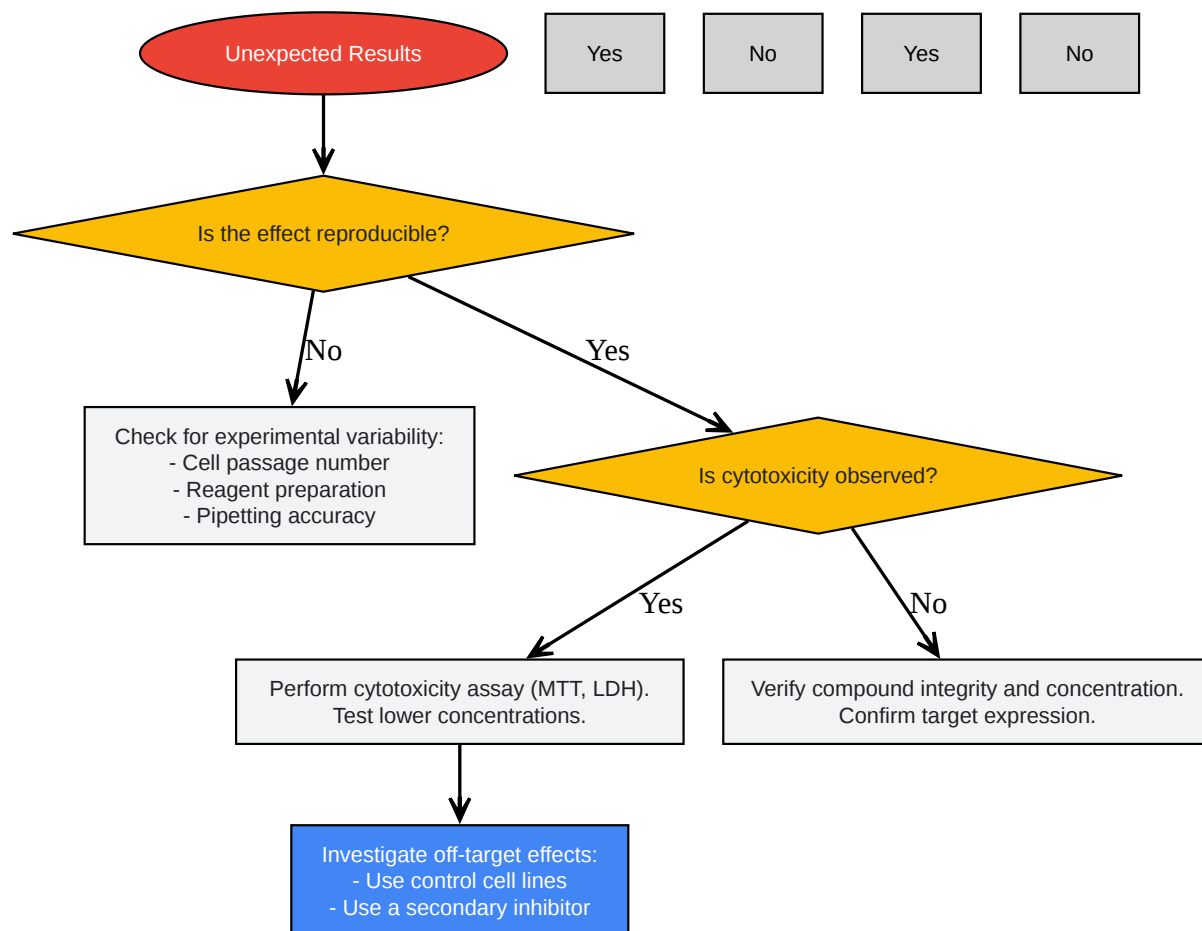 Unexpected Results
Yes
No
Yes
No
Is the effect reproducible?
No
Yes
Check for experimental variability:
- Cell passage number
- Reagent preparation
- Pipetting accuracy
Is cytotoxicity observed?
Yes
No
Perform cytotoxicity assay (MTT, LDH).
Test lower concentrations.
Verify compound integrity and concentration.
Confirm target expression.
Investigate off-target effects:
- Use control cell lines
- Use a secondary inhibitor